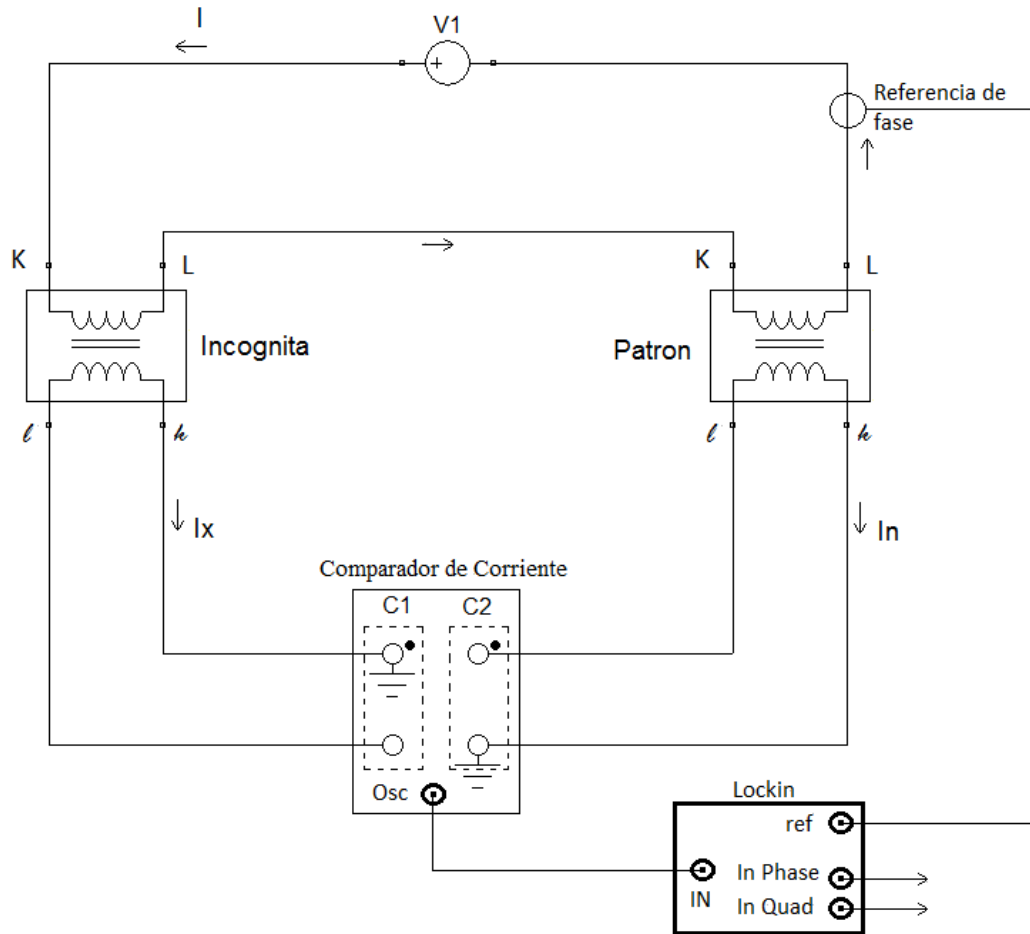 I
V1
+
Referencia de
fase
K
L
K
L
Incognita
Patron
l
k
l
k
Ix
In
Comparador de Corriente
C1
C2
Osc
Lockin
ref
In Phase
IN
In Quad